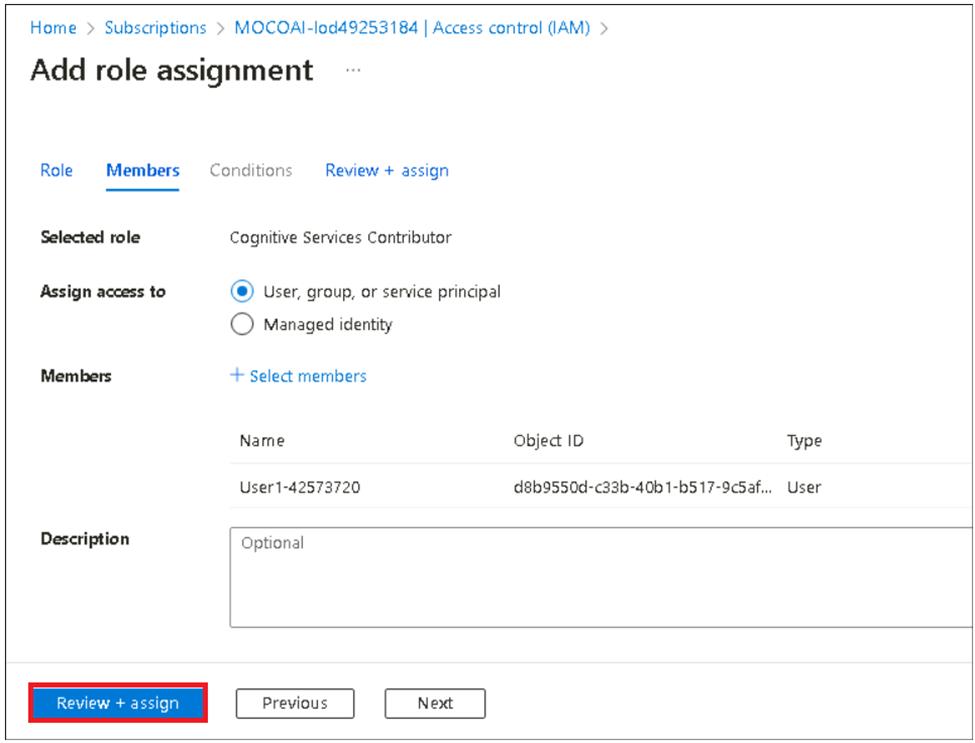 Home > Subscriptions > MOCOAI-lod49253184 | Access control (IAM) >
Add role assignment ...
Role Members Conditions Review + assign
Selected role Cognitive Services Contributor
Assign access to User, group, or service principal
Managed identity
Members + Select members
Name Object ID Type
User1-42573720 d8b9550d-c33b-40b1-b517-9c5af... User
Description Optional
Review + assign Previous Next